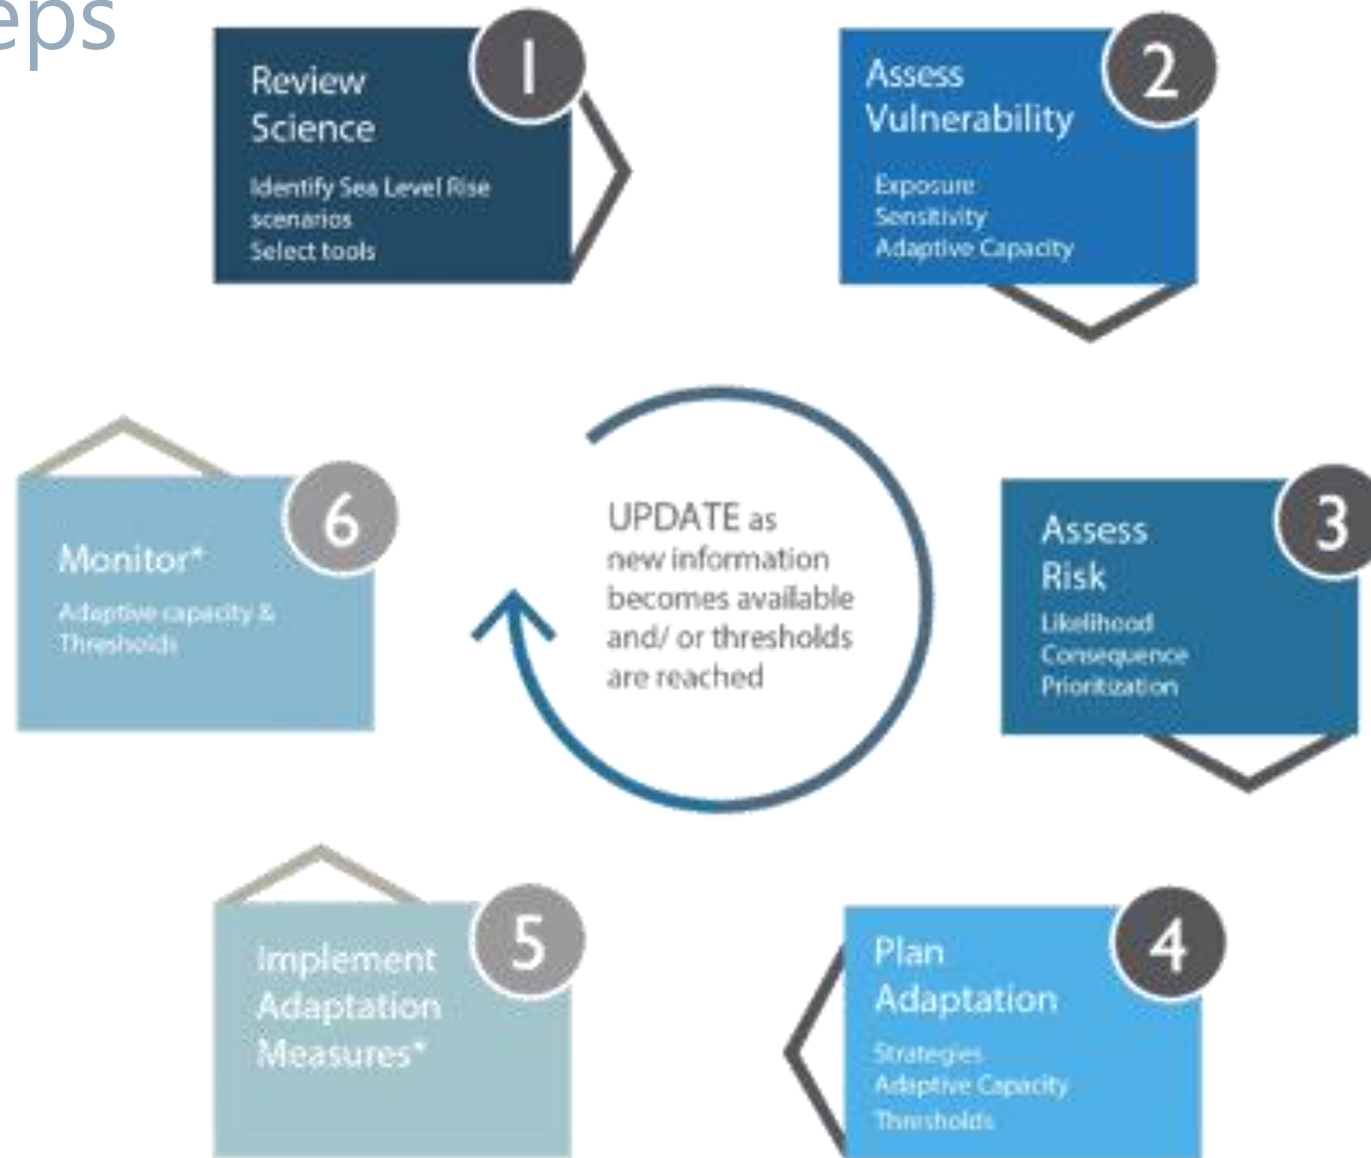 eps
1
Review
Science
Identify Sea Level Rise
scenarios
Select tools
2
Assess
Vulnerability
Exposure
Sensitivity
Adaptive Capacity
3
Assess
Risk
Likelihood
Consequence
Prioritization
4
Plan
Adaptation
Strategies
Adaptive Capacity
Thresholds
5
Implement
Adaptation
Measures*
6
Monitor*
Adaptive capacity &
Thresholds
UPDATE as
new information
becomes available
and/ or thresholds
are reached